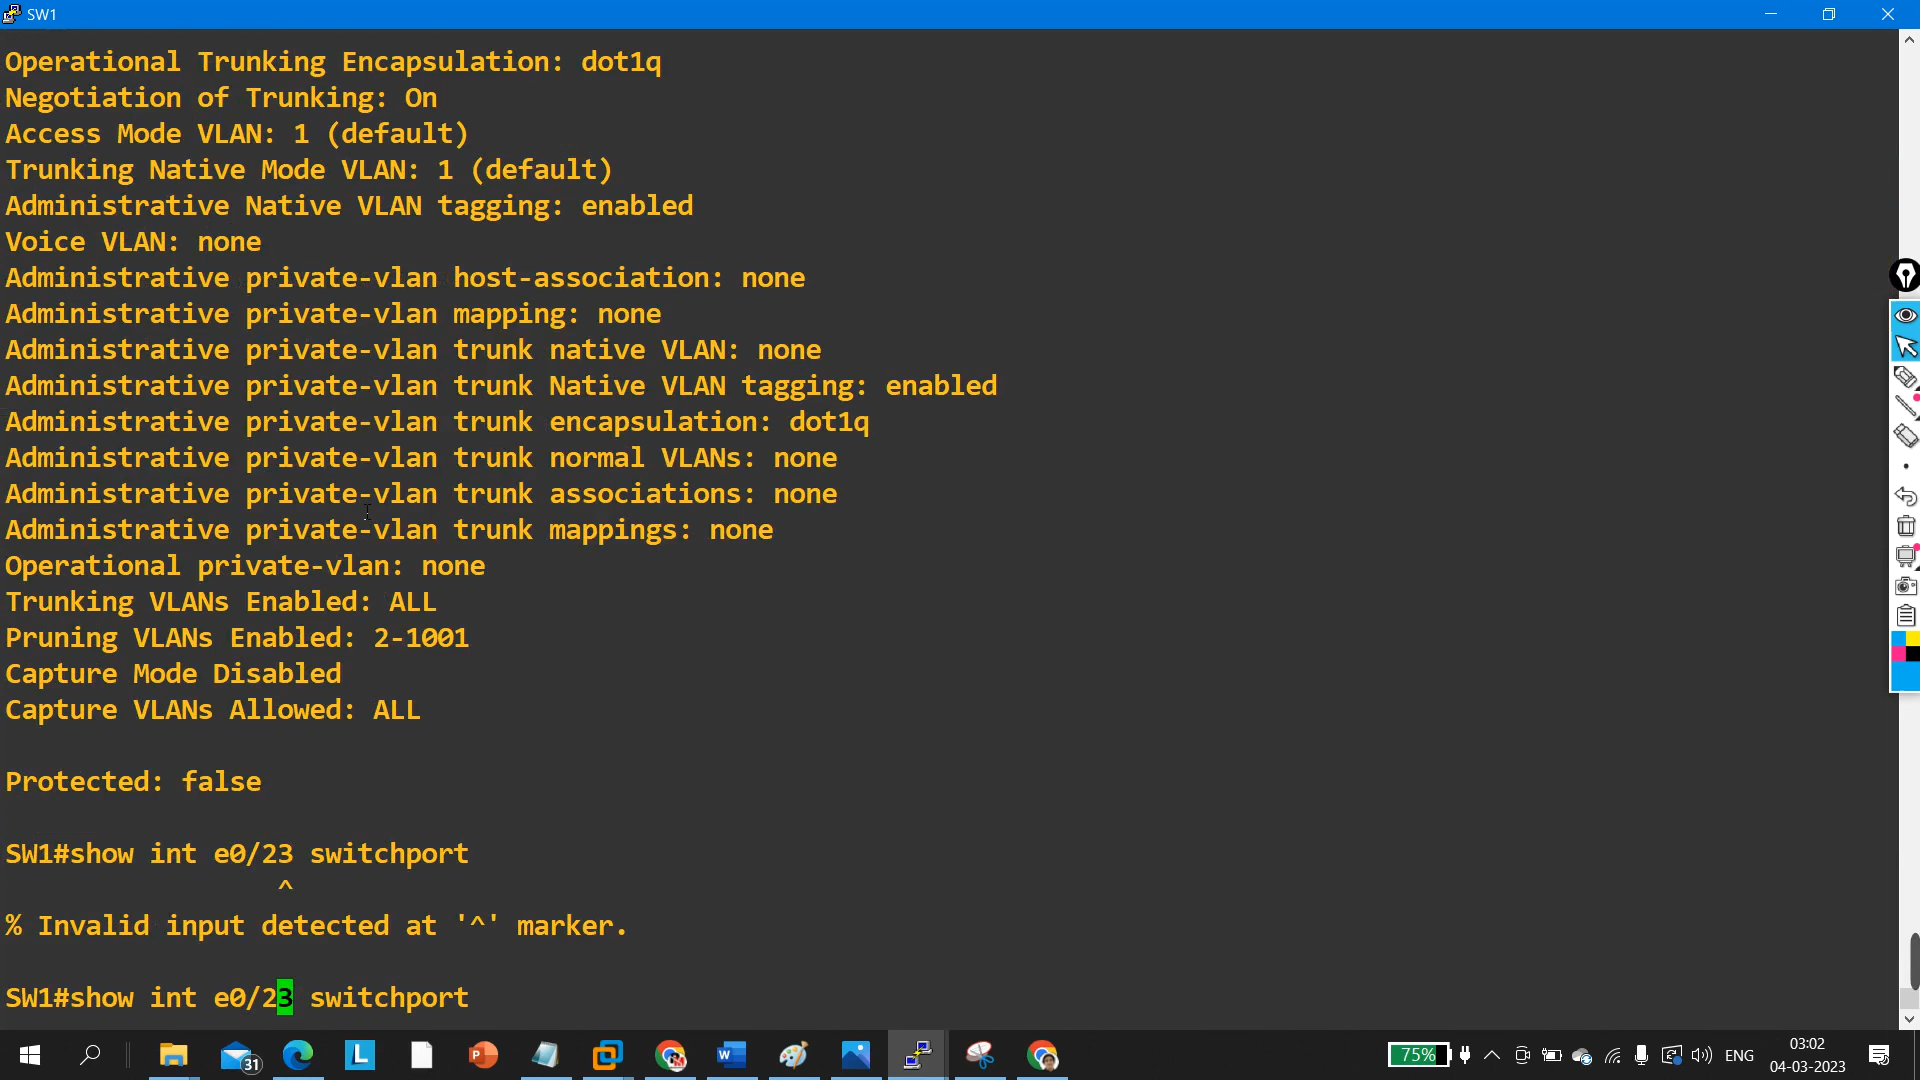 SW1
Operational Trunking Encapsulation: dot1q
Negotiation of Trunking: On
Access Mode VLAN: 1 (default)
Trunking Native Mode VLAN: 1 (default)
Administrative Native VLAN tagging: enabled
Voice VLAN: none
Administrative private-vlan host-association: none
Administrative private-vlan mapping: none
Administrative private-vlan trunk native VLAN: none
Administrative private-vlan trunk Native VLAN tagging: enabled
Administrative private-vlan trunk encapsulation: dot1q
Administrative private-vlan trunk normal VLANs: none
Administrative private-vlan trunk associations: none
Administrative private-vlan trunk mappings: none
Operational private-vlan: none
Trunking VLANs Enabled: ALL
Pruning VLANs Enabled: 2-1001
Capture Mode Disabled
Capture VLANs Allowed: ALL
Protected: false
SW1#show int e0/23 switchport
^
% Invalid input detected at '^' marker.
SW1#show int e0/23 switchport
31
L
P
W
75%
ENG
03:02
04-03-2023